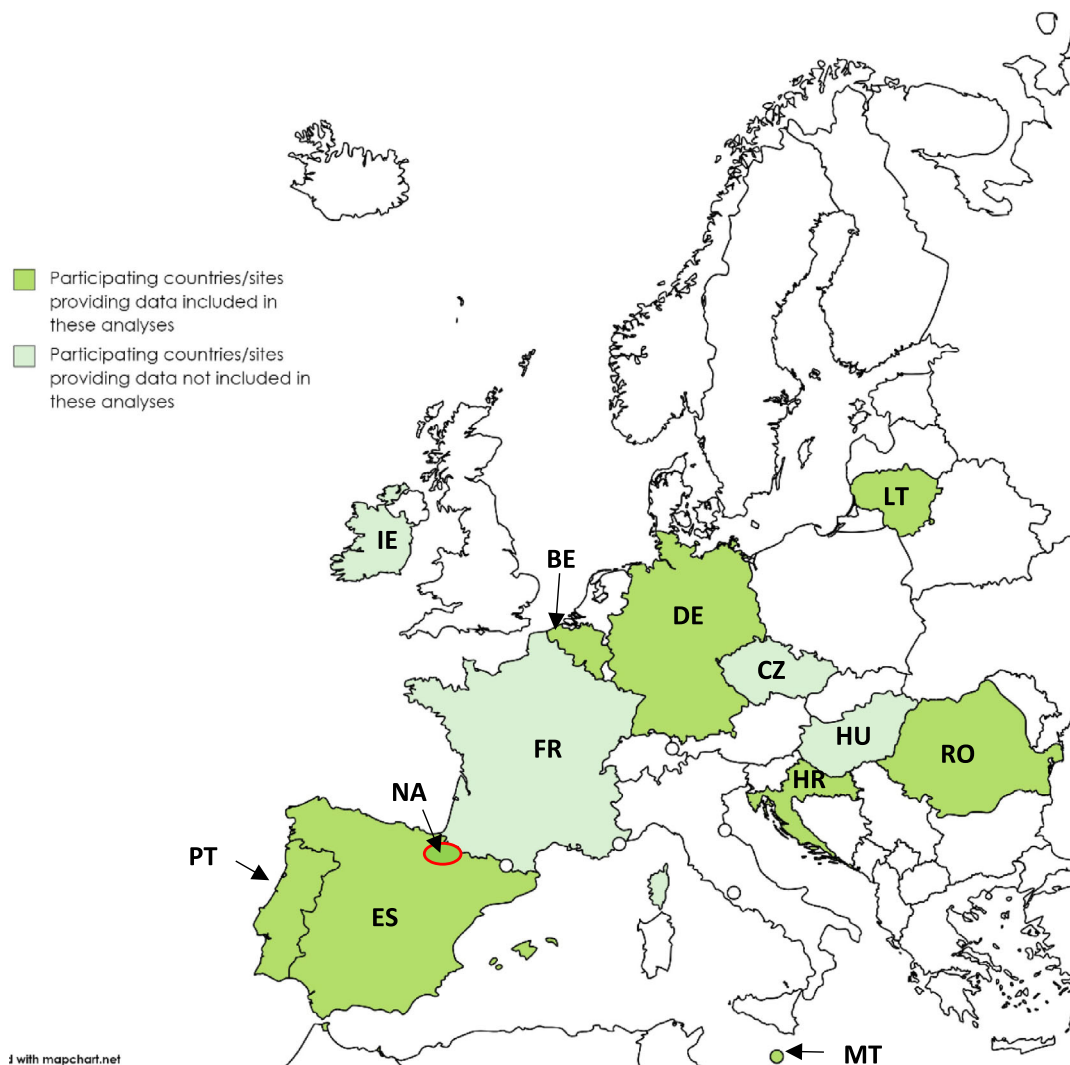 Participating countries/sites
providing data included in
these analyses
Participating countries/sites
providing data not included in
these analyses
LT
IE
BE
DE
CZ
FR
HU
RO
HR
NA
PT
ES
MT
d with mapchart.net